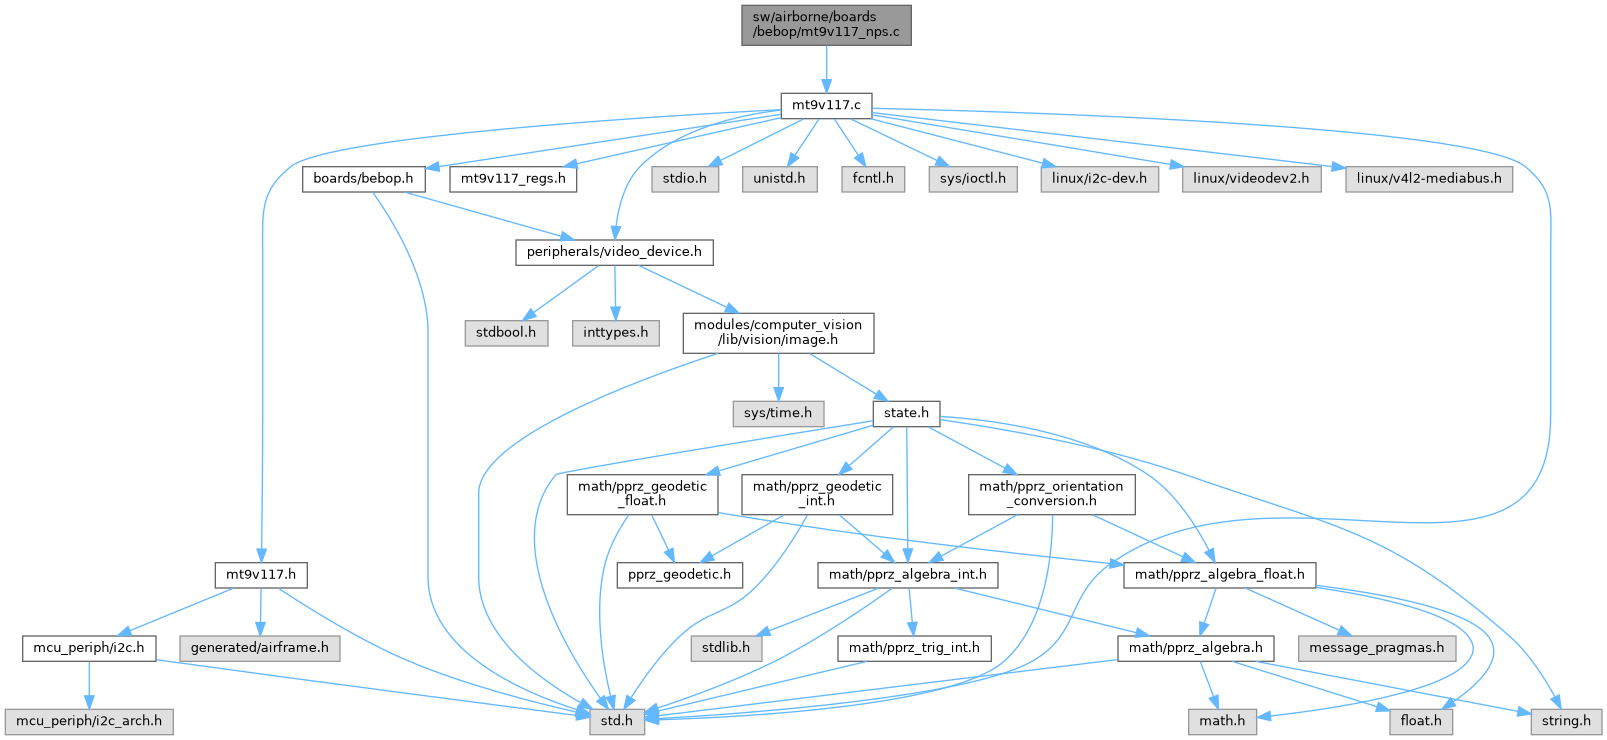 sw/airborne/boards
/bebop/mt9v117_nps.c
mt9v117.c
boards/bebop.h
mt9v117_regs.h
stdio.h
unistd.h
fcntl.h
sys/ioctl.h
linux/i2c-dev.h
linux/videodev2.h
linux/v4l2-mediabus.h
peripherals/video_device.h
stdbool.h
inttypes.h
modules/computer_vision
/lib/vision/image.h
sys/time.h
state.h
math/pprz_geodetic
_float.h
math/pprz_geodetic
_int.h
math/pprz_orientation
_conversion.h
mt9v117.h
pprz_geodetic.h
math/pprz_algebra_int.h
math/pprz_algebra_float.h
mcu_periph/i2c.h
generated/airframe.h
stdlib.h
math/pprz_trig_int.h
math/pprz_algebra.h
message_pragmas.h
mcu_periph/i2c_arch.h
std.h
math.h
float.h
string.h